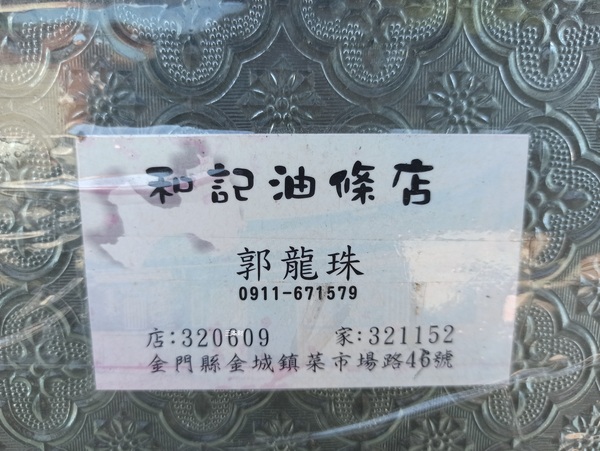 和記油條店
郭龍珠
0911-671579
店:320609 家:321152
金門縣金城鎮菜市場路46號